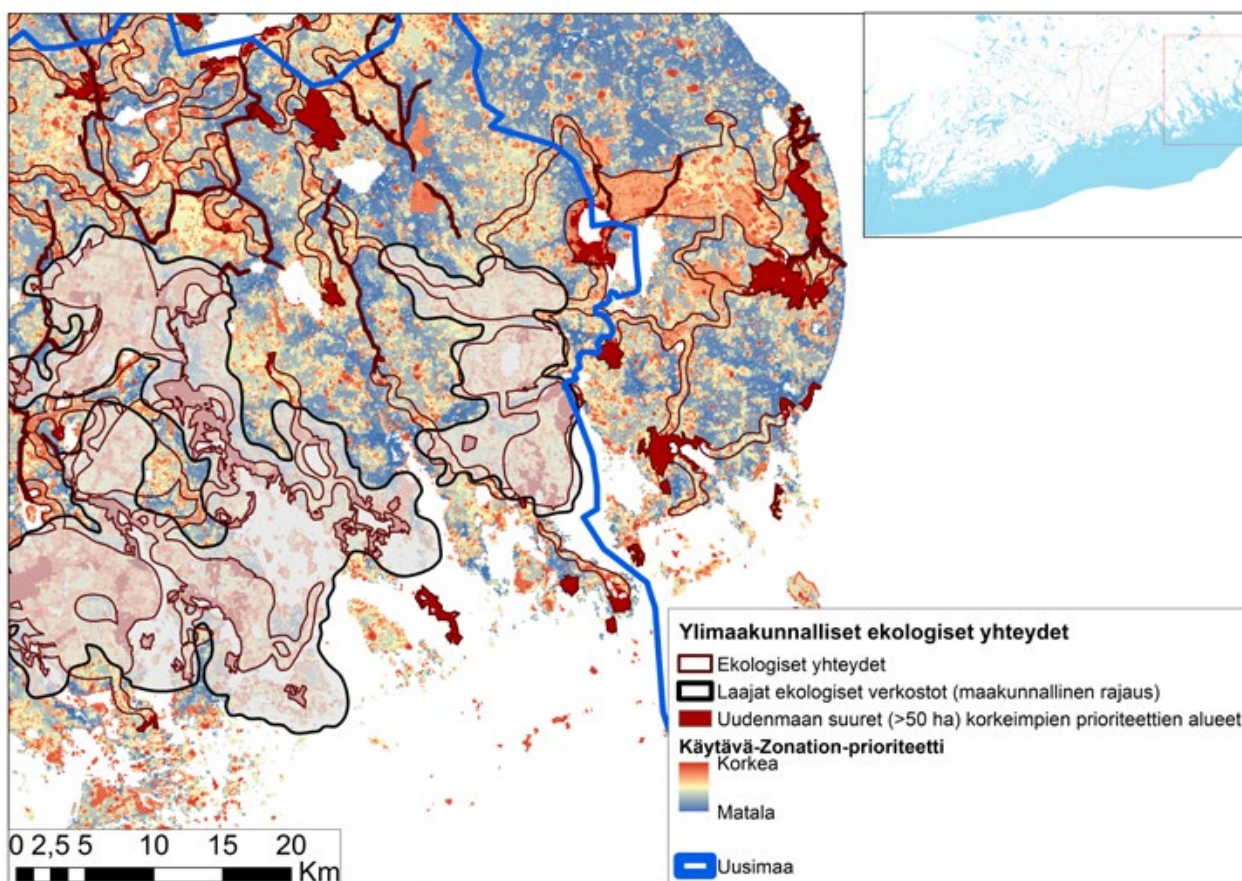 Ylimaakunnalliset ekologiset yhteydet
Ekologiset yhteydet
Laajat ekologiset verkostot (maakunnallinen rajaus)
Uudenmaan suuret (>50 ha) korkeimpien prioriteettien alueet
Käytävä-Zonation-prioriteetti
Korkea
Matala
Uusimaa
0 2,5 5 10 15 20
Km